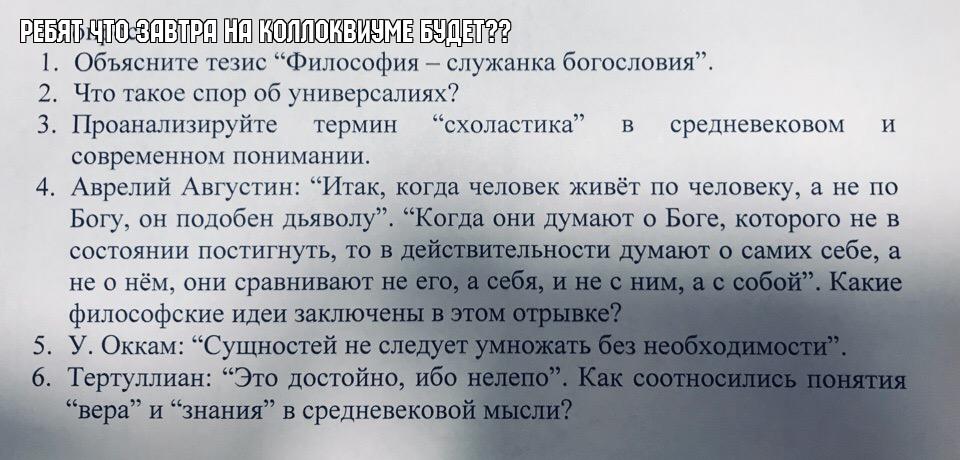 РЕБЯТ ЧТО ЗАВТРА НА КОЛЛОКВИУМЕ БУДЕТ??
1. Объясните тезис “Философия – служанка богословия”.
2. Что такое спор об универсалиях?
3. Проанализируйте термин “схоластика” в средневековом и
современном понимании.
4. Аврелий Августин: “Итак, когда человек живёт по человеку, а не по
Богу, он подобен дьяволу”. “Когда они думают о Боге, которого не в
состоянии постигнуть, то в действительности думают о самих себе, а
не о нём, они сравнивают не его, а себя, и не с ним, а с собой”. Какие
философские идеи заключены в этом отрывке?
5. У. Оккам: “Сущностей не следует умножать без необходимости”.
6. Тертуллиан: “Это достойно, ибо нелепо”. Как соотносились понятия
“вера” и “знания” в средневековой мысли?